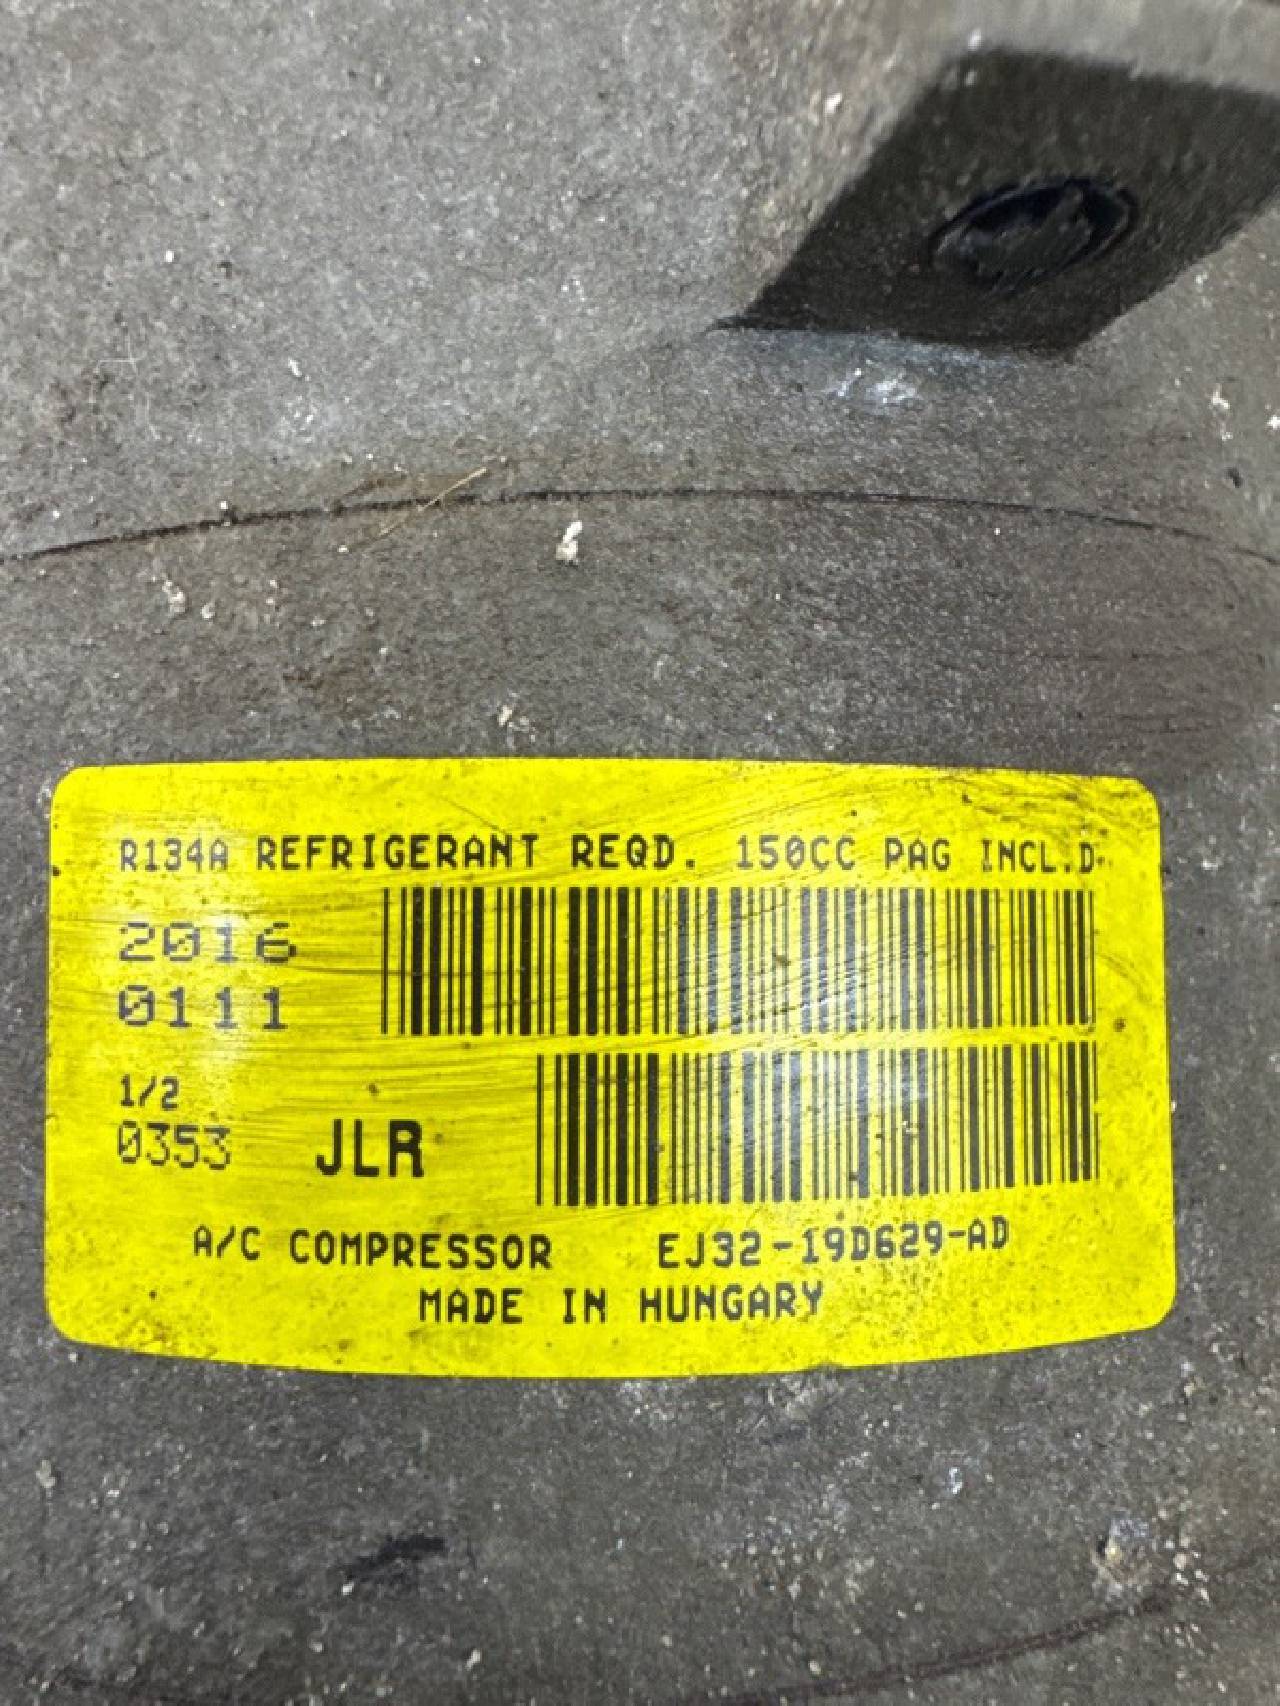 R134A REFRIGERANT REQD. 150CC PAG INCL.D.
2016
0111
1/2
0353 JLR
A/C COMPRESSOR EJ32-19D629-AD
MADE IN HUNGARY